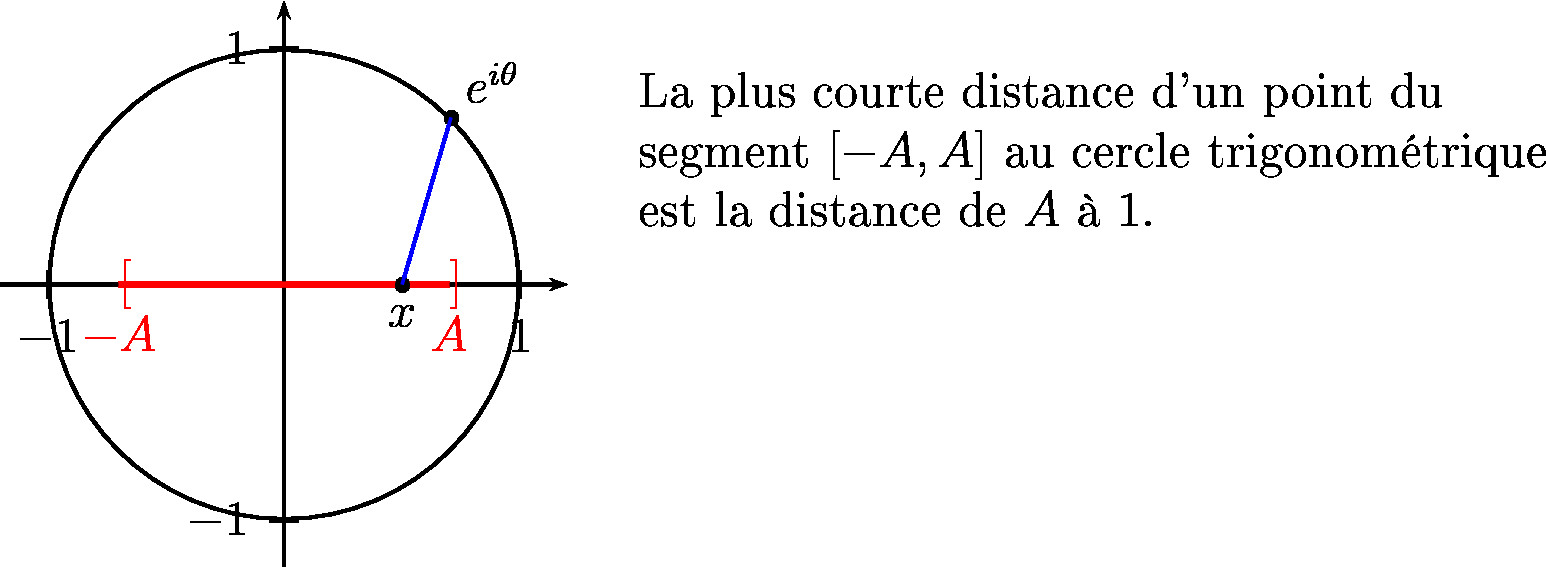 1
e^{iθ}
La plus courte distance d'un point du
segment [−A, A] au cercle trigonométrique
est la distance de A à 1.
[ ]
x
−1 −A A 1
−1